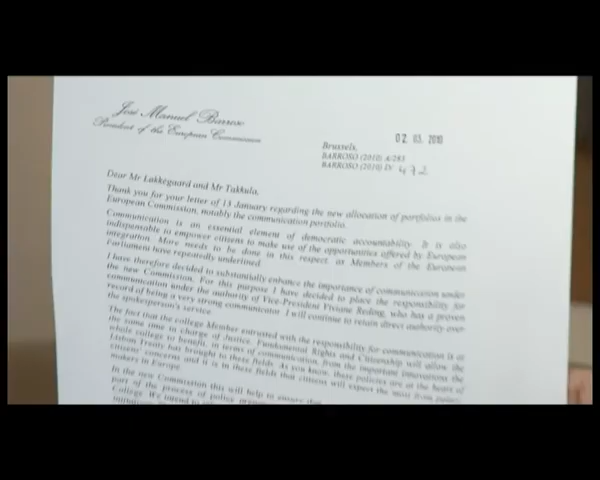 José Manuel Barroso
President of the European Commission
02. 03. 2010
Brussels,
BARROSO (2010) A/283
BARROSO (2010) D/ 472
Dear Mr Løkkegaard and Mr Takkula,
Thank you for your letter of 13 January regarding the new allocation of portfolios in the
European Commission, notably the communication portfolio.
Communication is an essential element of democratic accountability. It is also
indispensable to empower citizens to make use of the opportunities offered by European
integration. More needs to be done in this respect, as Members of the European
Parliament have repeatedly underlined.
I have therefore decided to substantially enhance the importance of communication under
the new Commission. For this purpose I have decided to place the responsibility for
communication under the authority of Vice-President Viviane Reding, who has a proven
record of being a very strong communicator. I will continue to retain direct authority over
the spokesperson's service.
The fact that the college Member entrusted with the responsibility for communication is at
the same time in charge of Justice, Fundamental Rights and Citizenship will allow the
whole college to benefit, in terms of communication, from the important innovations the
Lisbon Treaty has brought to these fields. As you know, these policies are at the heart of
citizens' concerns and it is in these fields that citizens will expect the most from policy
makers in Europe.
In the new Commission this will help to ensure that
part of the process of policy
College. We intend to